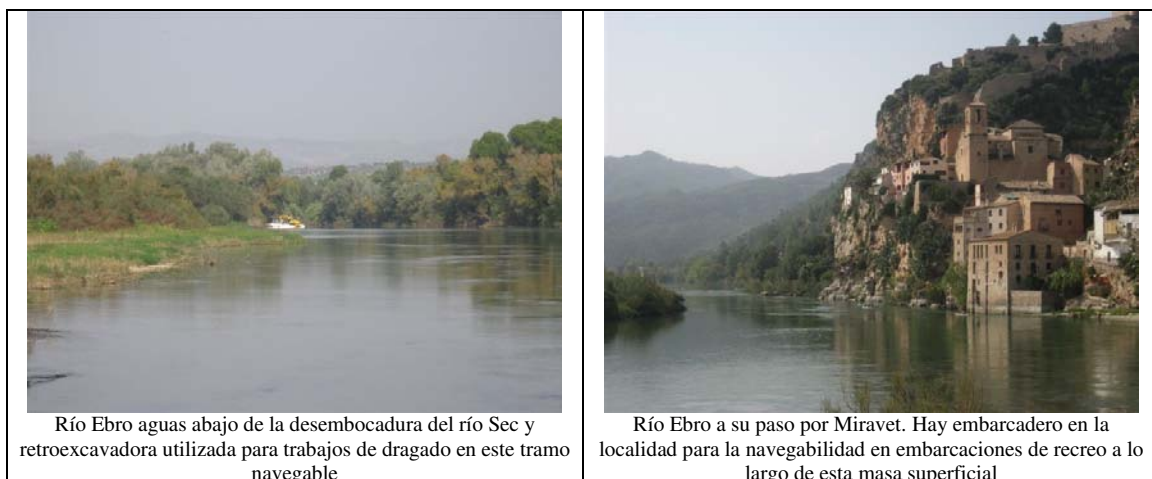 Río Ebro aguas abajo de la desembocadura del río Sec y
retroexcavadora utilizada para trabajos de dragado en este tramo
navegable
Río Ebro a su paso por Miravet. Hay embarcadero en la
localidad para la navegabilidad en embarcaciones de recreo a lo
largo de esta masa superficial